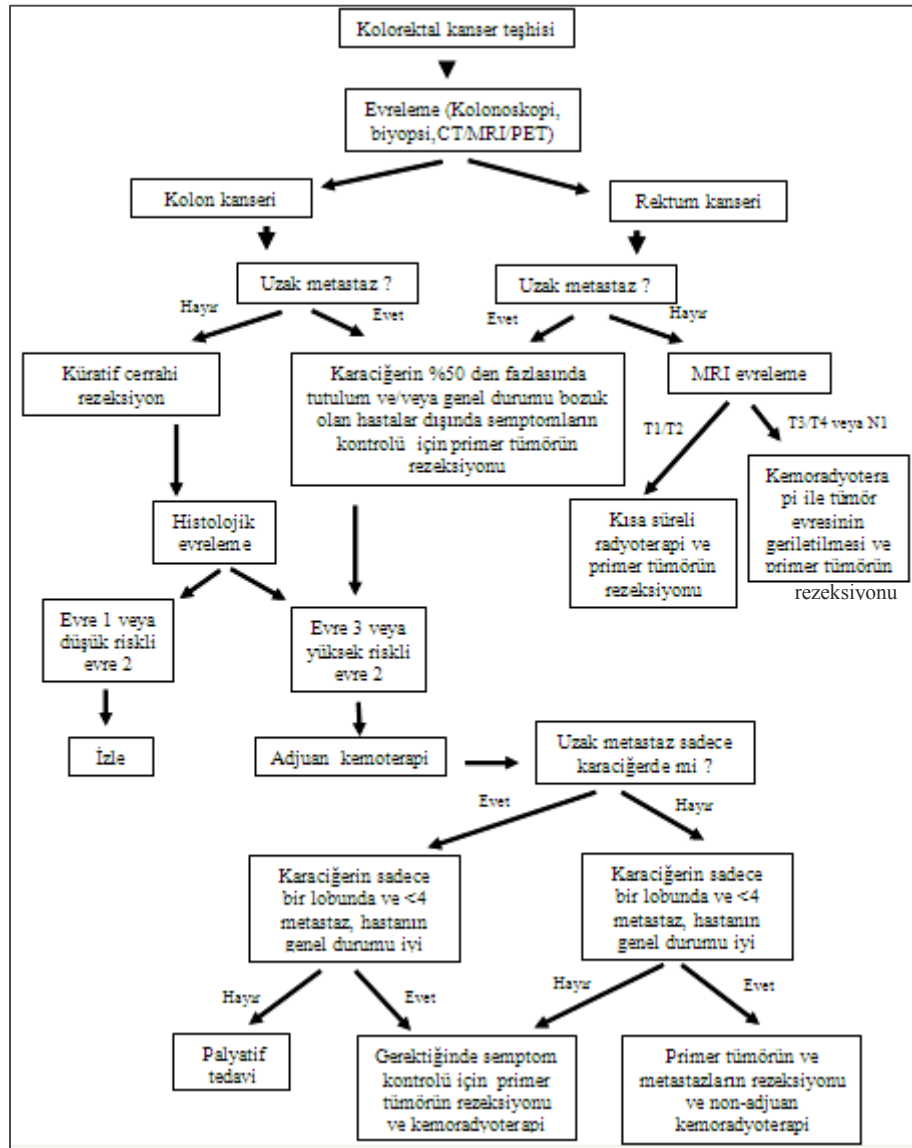 Kolorektal kanser teşhisi
Evreleme (Kolonoskopi,
biyopsi,CT/MRI/PET)
Kolon kanseri
Rektum kanseri
Uzak metastaz ?
Uzak metastaz ?
Hayır
Evet
Evet
Hayır
Küratif cerrahi
rezeksiyon
Karaciğerin %50 den fazlasında
tutulum ve/veya genel durumu bozuk
olan hastalar dışında semptomların
kontrolü için primer tümörün
rezeksiyonu
MRI evreleme
T1/T2
T3/T4 veya N1
Histolojik
evreleme
Kısa süreli
radyoterapi ve
primer tümörün
rezeksiyonu
Kemoradyotera
pi ile tümör
evresinin
geriletilmesi ve
primer tümörün
rezeksiyonu
Evre 1 veya
düşük riskli
evre 2
Evre 3 veya
yüksek riskli
evre 2
İzle
Adjuan kemoterapi
Uzak metastaz sadece
karaciğerde mi ?
Evet
Hayır
Karaciğerin sadece
bir lobunda ve <4
metastaz, hastanın
genel durumu iyi
Karaciğerin sadece
bir lobunda ve <4
metastaz, hastanın
genel durumu iyi
Hayır
Evet
Hayır
Evet
Palyatif
tedavi
Gerektiğinde semptom
kontrolü için primer
tümörün rezeksiyonu
ve kemoradyoterapi
Primer tümörün ve
metastazların rezeksiyonu
ve non-adjuan
kemoradyoterapi